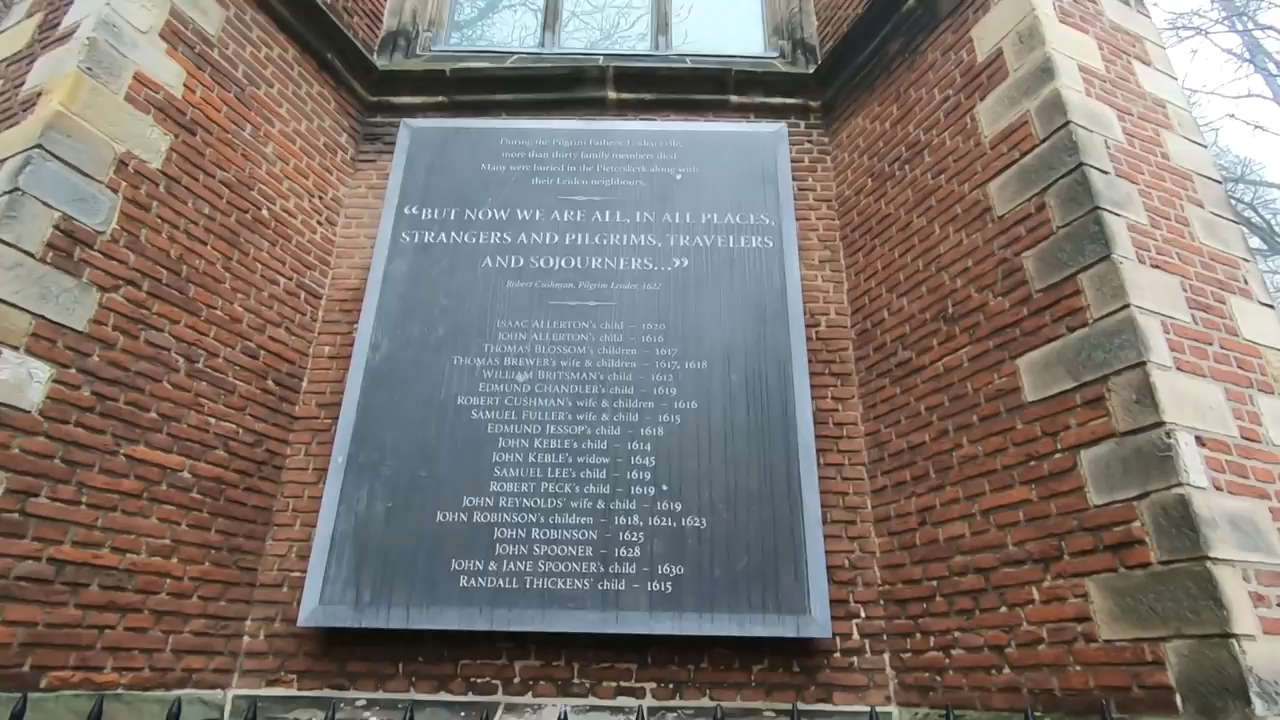 During the Pilgrim Fathers' Leiden exile,
more than thirty family members died.
Many were buried in the Pieterskerk along with
their Leiden neighbours.
“BUT NOW WE ARE ALL, IN ALL PLACES,
STRANGERS AND PILGRIMS, TRAVELERS
AND SOJOURNERS...”
Robert Cushman, Pilgrim Leader, 1622
ISAAC ALLERTON's child – 1620
JOHN ALLERTON's child – 1616
THOMAS BLOSSOM's children – 1617
THOMAS BREWER's wife & children – 1617, 1618
WILLIAM BRITSMAN's child – 1612
EDMUND CHANDLER's child – 1619
ROBERT CUSHMAN's wife & children – 1616
SAMUEL FULLER's wife & child – 1615
EDMUND JESSOP's child – 1618
JOHN KEBLE's child – 1614
JOHN KEBLE's widow – 1645
SAMUEL LEE's child – 1619
ROBERT PECK's child – 1619
JOHN REYNOLDS' wife & child – 1619
JOHN ROBINSON's children – 1618, 1621, 1623
JOHN ROBINSON – 1625
JOHN SPOONER – 1628
JOHN & JANE SPOONER's child – 1630
RANDALL THICKENS' child – 1615